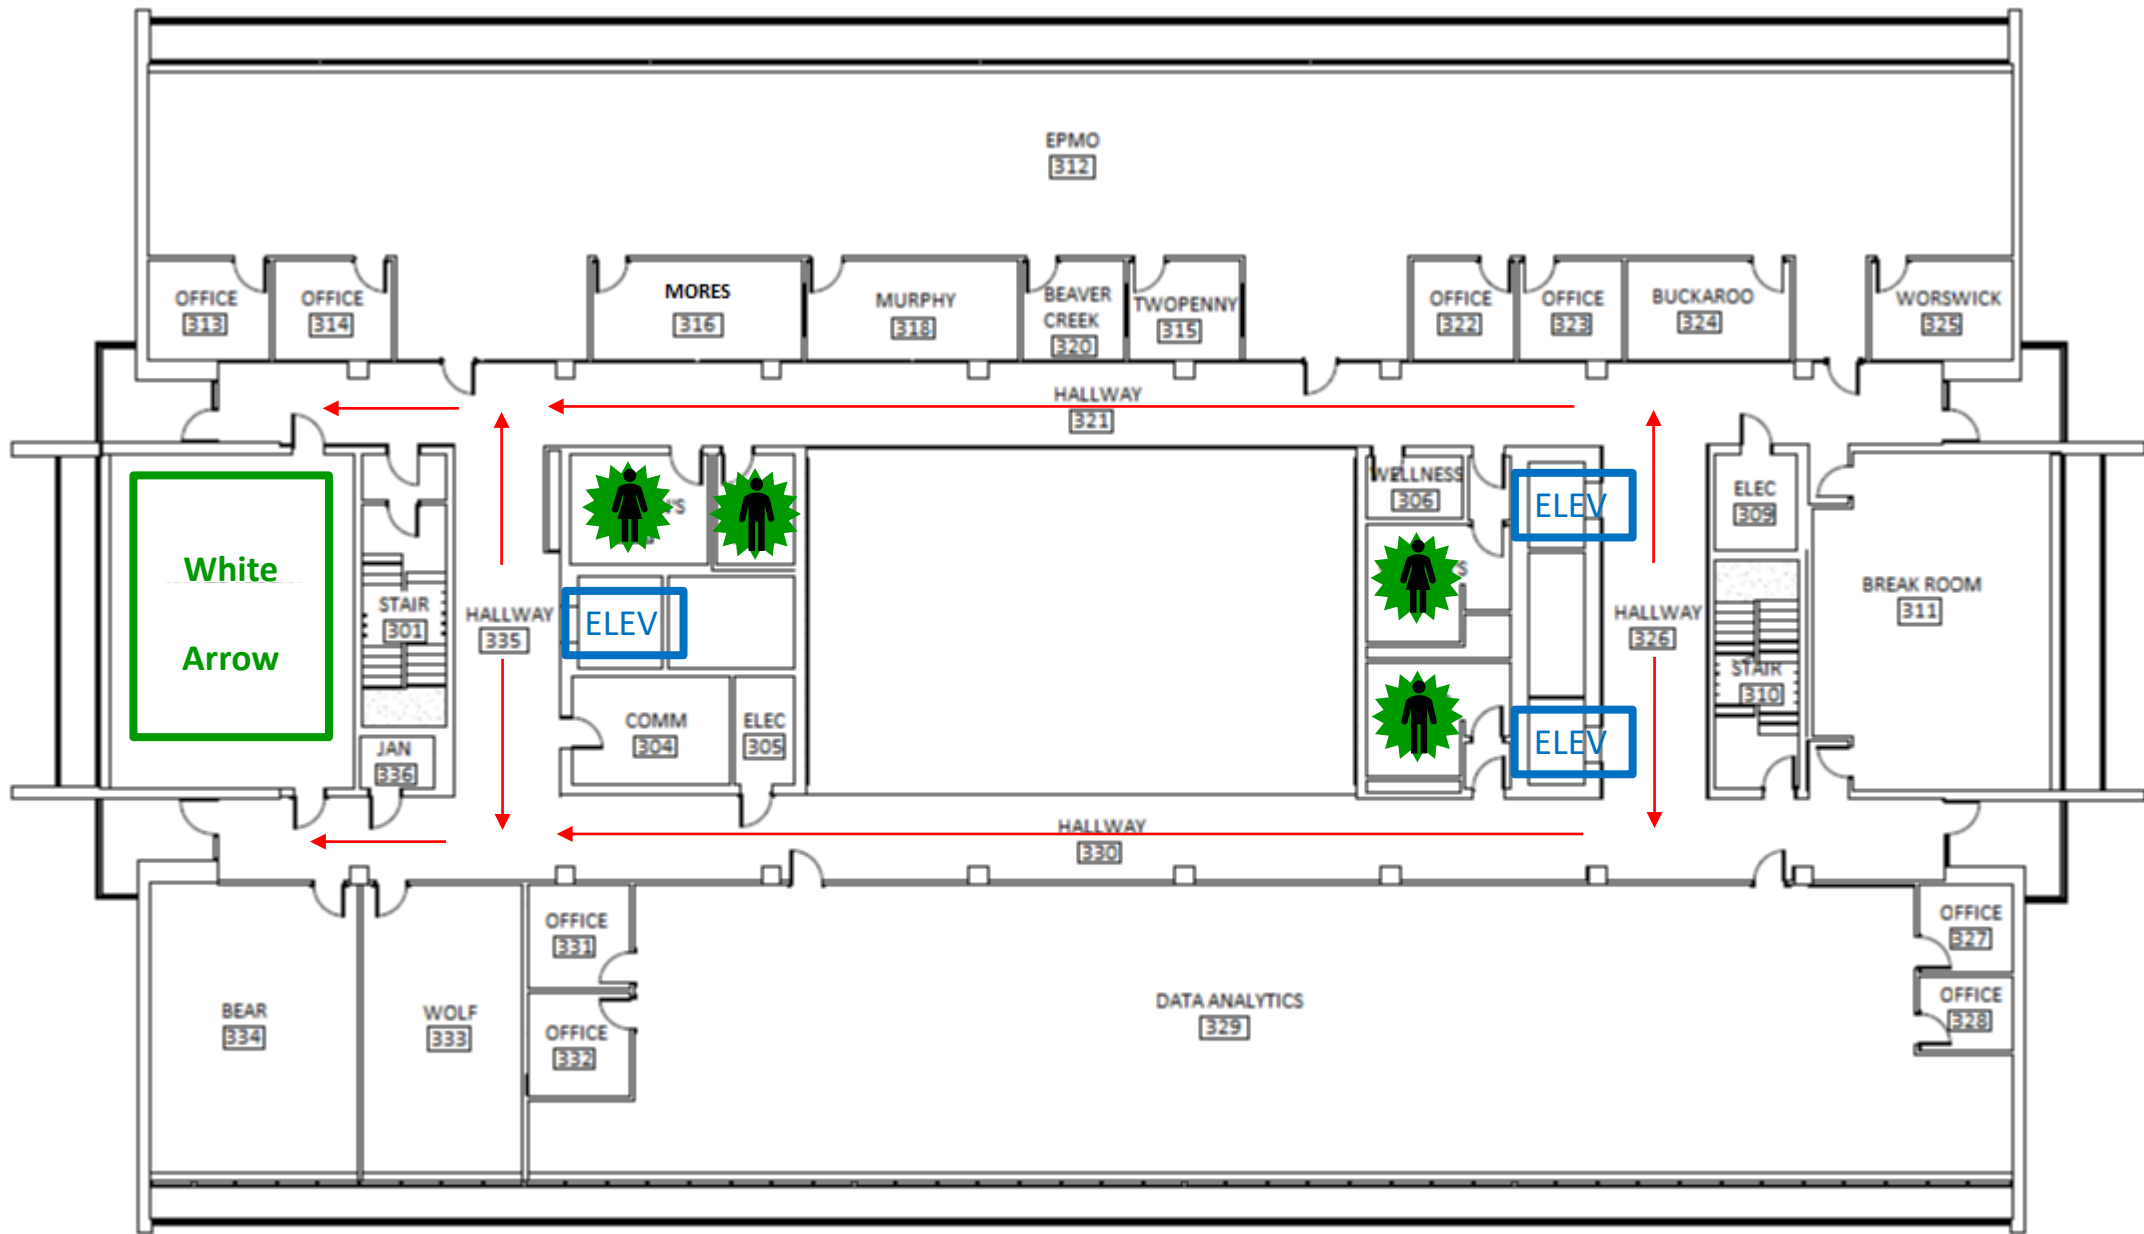 EPMO
312
OFFICE
313
OFFICE
314
MORES
316
MURPHY
318
BEAVER
CREEK
320
TWOPENNY
315
OFFICE
322
OFFICE
323
BUCKAROO
324
WORSWICK
325
HALLWAY
321
White
Arrow
STAIR
301
HALLWAY
335
'S
ELEV
WELLNESS
306
ELEV
ELEC
309
S
HALLWAY
326
BREAK ROOM
311
STAIR
310
JAN
336
COMM
304
ELEC
305
ELEV
HALLWAY
330
BEAR
334
WOLF
333
OFFICE
331
OFFICE
332
DATA ANALYTICS
329
OFFICE
327
OFFICE
328